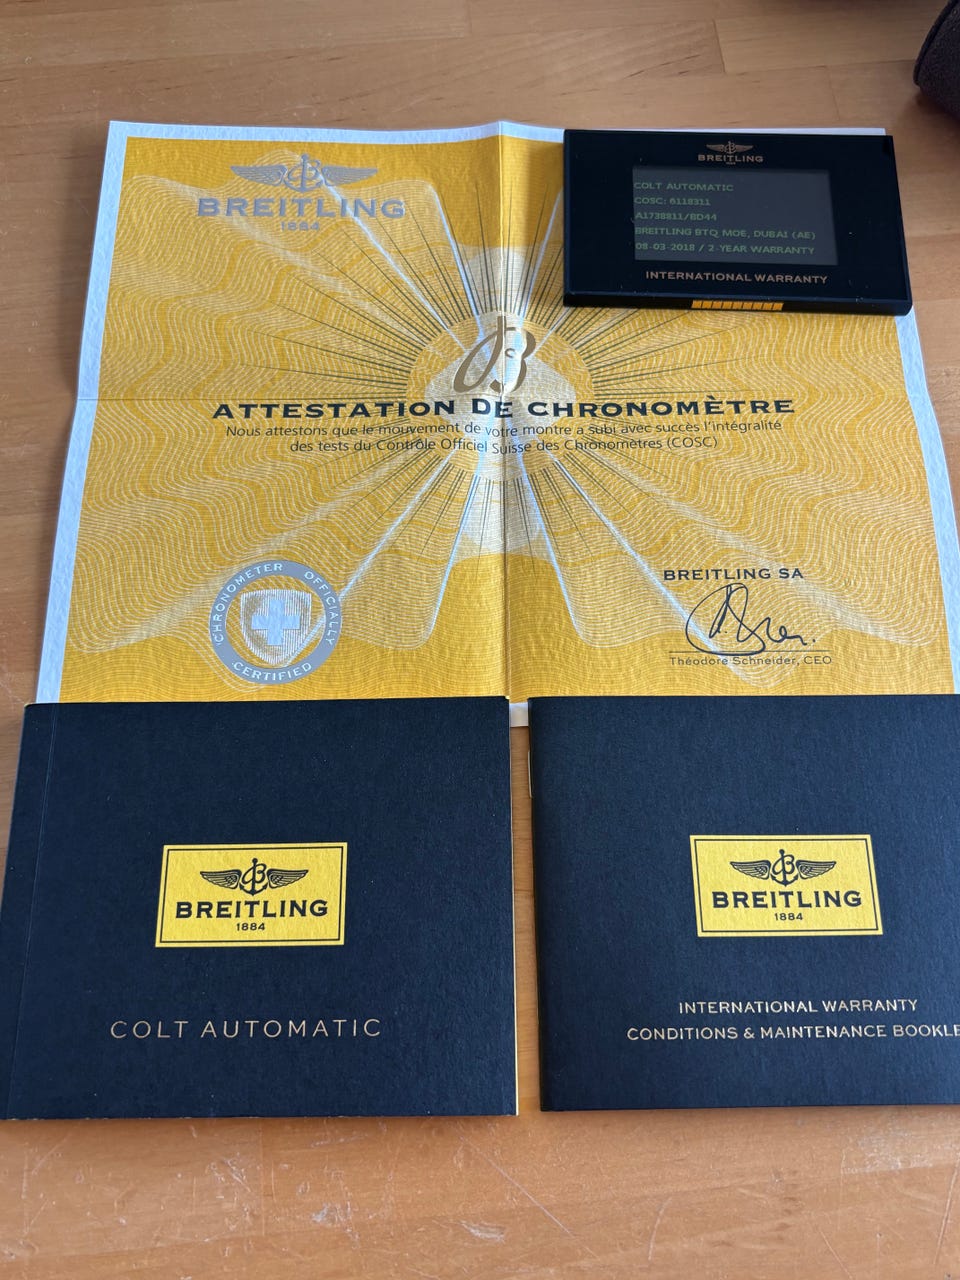 BREITLING
1884
BREITLING
1884
COLT AUTOMATIC
COSC: 6118311
A1738811/BD44
BREITLING BTQ MOE, DUBAI (AE)
08-03-2018 / 2-YEAR WARRANTY
INTERNATIONAL WARRANTY
ATTESTATION DE CHRONOMÈTRE
Nous attestons que le mouvement de votre montre a subi avec succès l'intégralité
des tests du Contrôle Officiel Suisse des Chronomètres (COSC)
CHRONOMETER OFFICIALLY
CERTIFIED
BREITLING SA
Théodore Schneider, CEO
BREITLING
1884
COLT AUTOMATIC
BREITLING
1884
INTERNATIONAL WARRANTY
CONDITIONS & MAINTENANCE BOOKLE